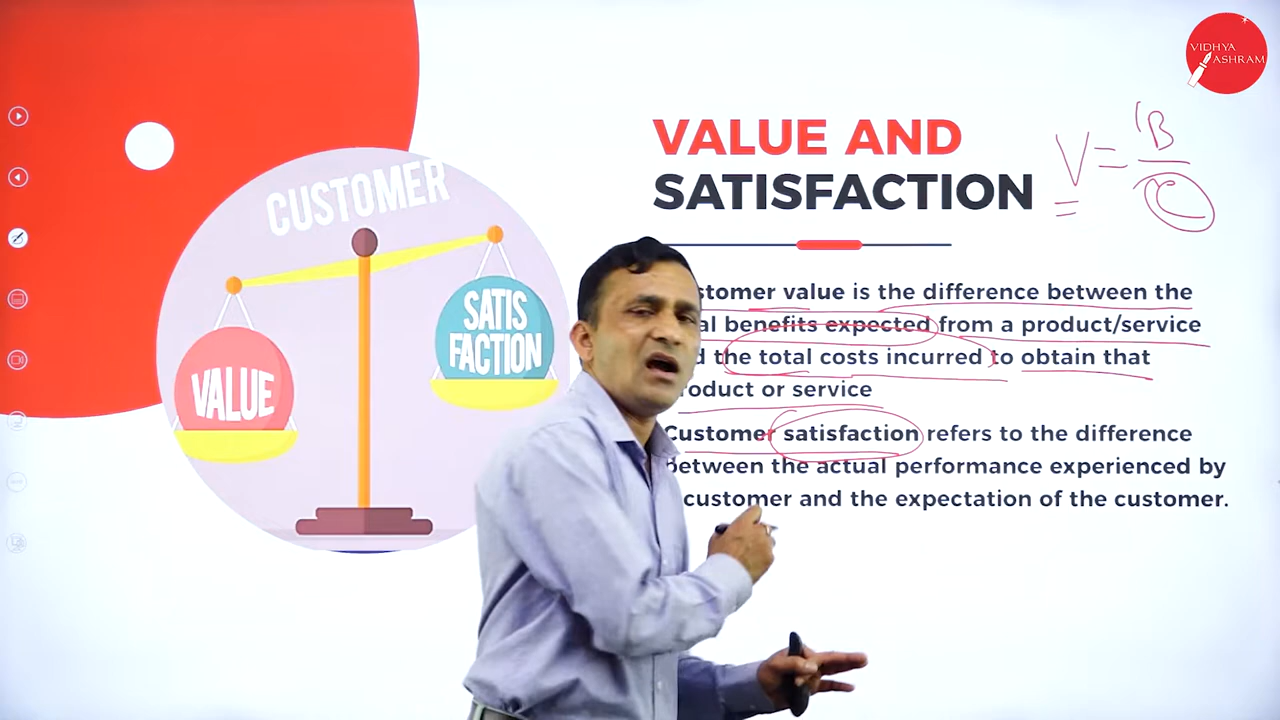 VIDHYA
ASHRAM
VALUE AND
SATISFACTION
V = B
C
CUSTOMER
SATIS
FACTION
VALUE
stomer value is the difference between the
al benefits expected from a product/service
d the total costs incurred to obtain that
roduct or service
Customer satisfaction refers to the difference
between the actual performance experienced by
customer and the expectation of the customer.